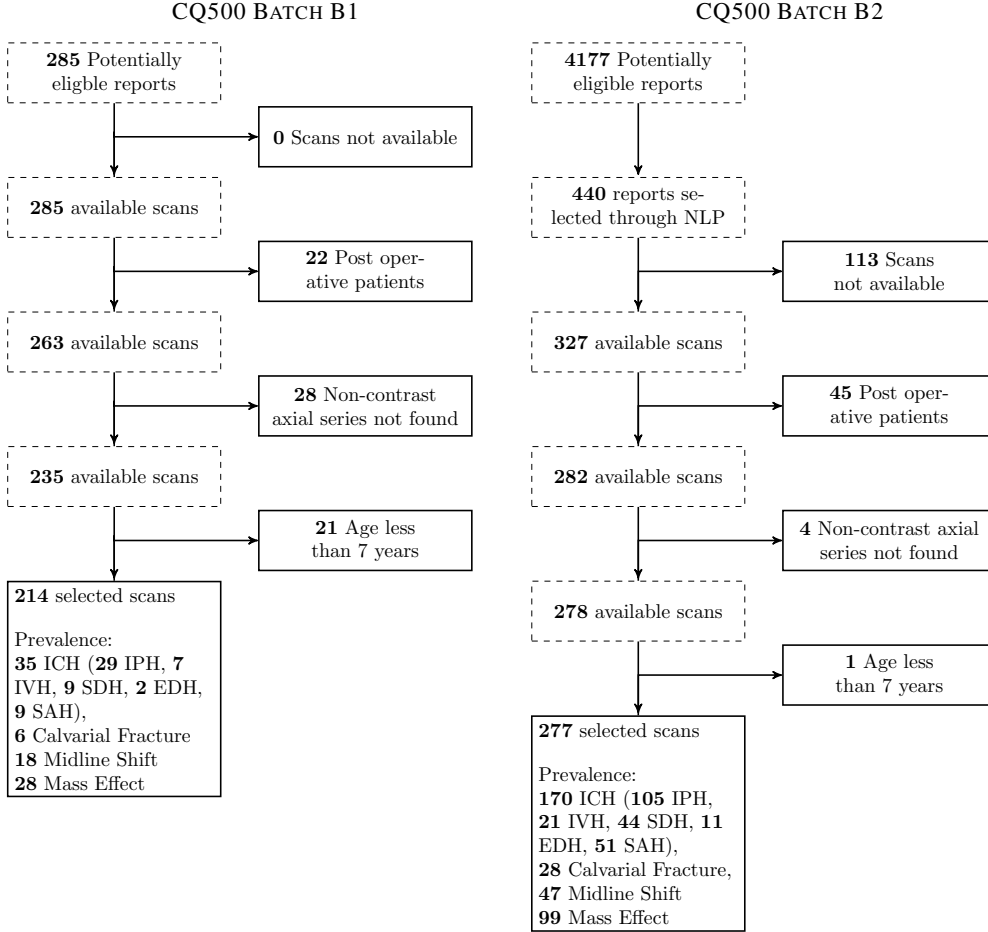 CQ500 BATCH B1
285 Potentially
eligble reports
0 Scans not available
285 available scans
22 Post oper-
ative patients
263 available scans
28 Non-contrast
axial series not found
235 available scans
21 Age less
than 7 years
214 selected scans
Prevalence:
35 ICH (29 IPH, 7
IVH, 9 SDH, 2 EDH,
9 SAH),
6 Calvarial Fracture
18 Midline Shift
28 Mass Effect
CQ500 BATCH B2
4177 Potentially
eligible reports
440 reports se-
lected through NLP
113 Scans
not available
327 available scans
45 Post oper-
ative patients
282 available scans
4 Non-contrast axial
series not found
278 available scans
1 Age less
than 7 years
277 selected scans
Prevalence:
170 ICH (105 IPH,
21 IVH, 44 SDH, 11
EDH, 51 SAH),
28 Calvarial Fracture,
47 Midline Shift
99 Mass Effect